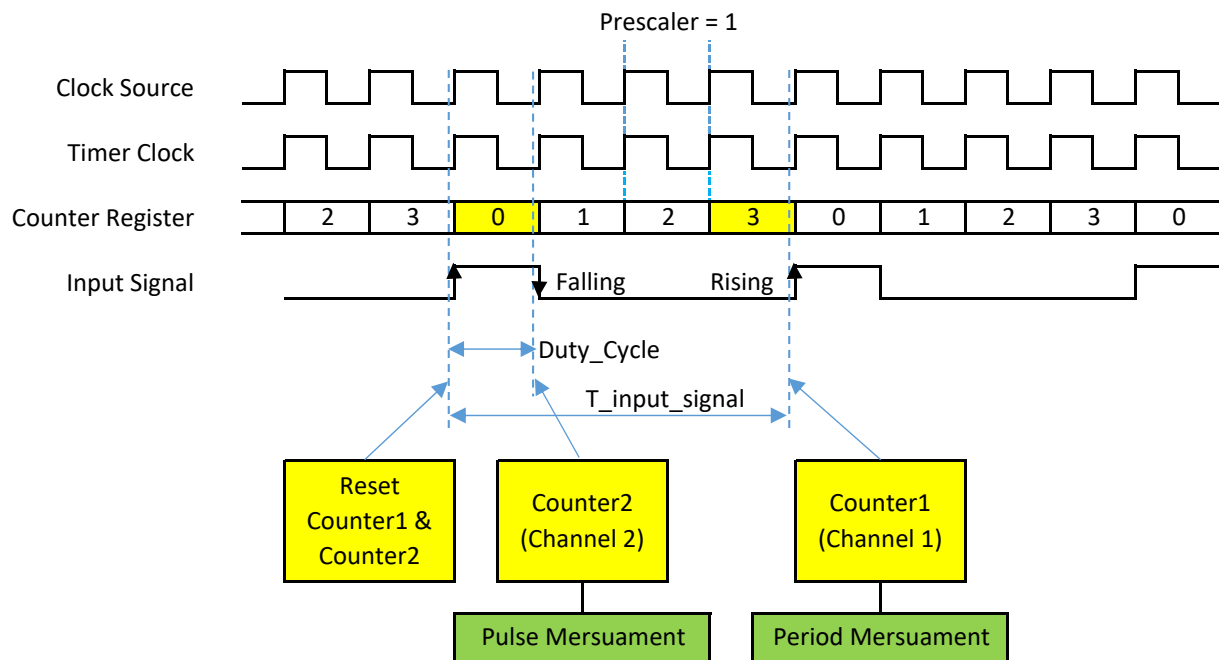 Prescaler = 1
Clock Source
Timer Clock
Counter Register
2 3 0 1 2 3 0 1 2 3 0
Input Signal
Falling
Rising
Duty_Cycle
T_input_signal
Reset
Counter1 &
Counter2
Counter2
(Channel 2)
Counter1
(Channel 1)
Pulse Mersuament
Period Mersuament